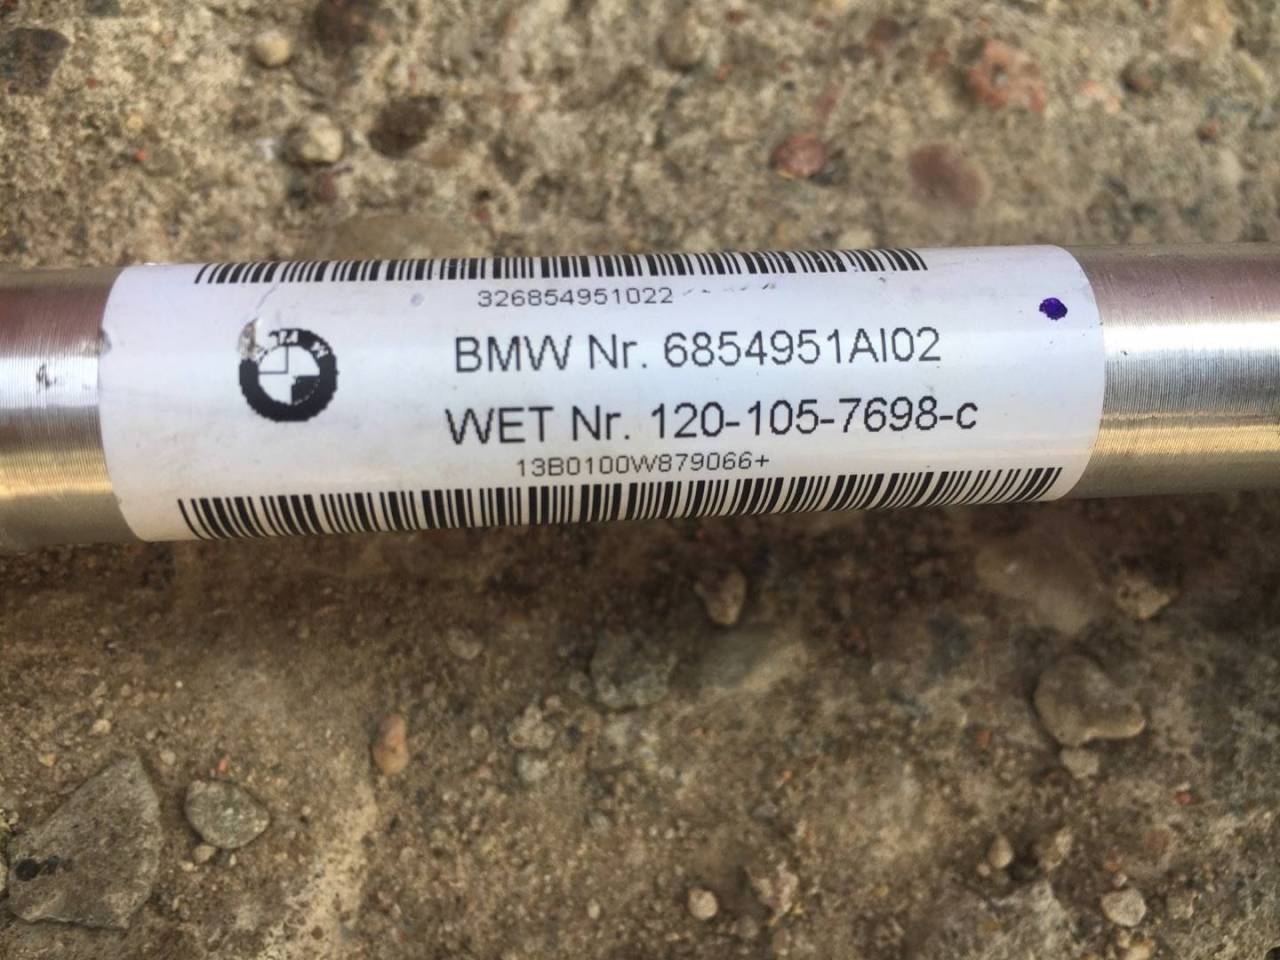 326854951022
BMW Nr. 6854951AI02
WET Nr. 120-105-7698-c
13B0100W879066+